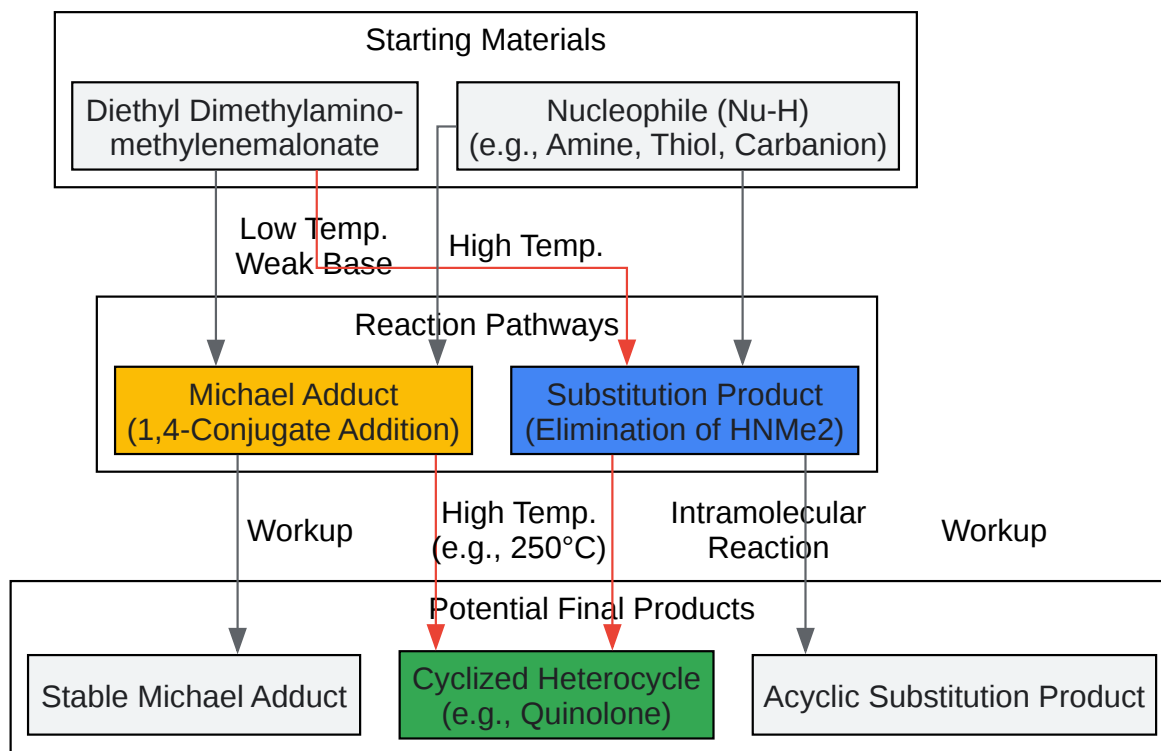 Starting Materials
Diethyl Dimethylamino-
methylenemalonate
Nucleophile (Nu-H)
(e.g., Amine, Thiol, Carbanion)
Low Temp.
Weak Base
High Temp.
Reaction Pathways
Michael Adduct
(1,4-Conjugate Addition)
Substitution Product
(Elimination of HNMe2)
Workup
High Temp.
(e.g., 250°C)
Intramolecular
Reaction
Workup
Potential Final Products
Stable Michael Adduct
Cyclized Heterocycle
(e.g., Quinolone)
Acyclic Substitution Product